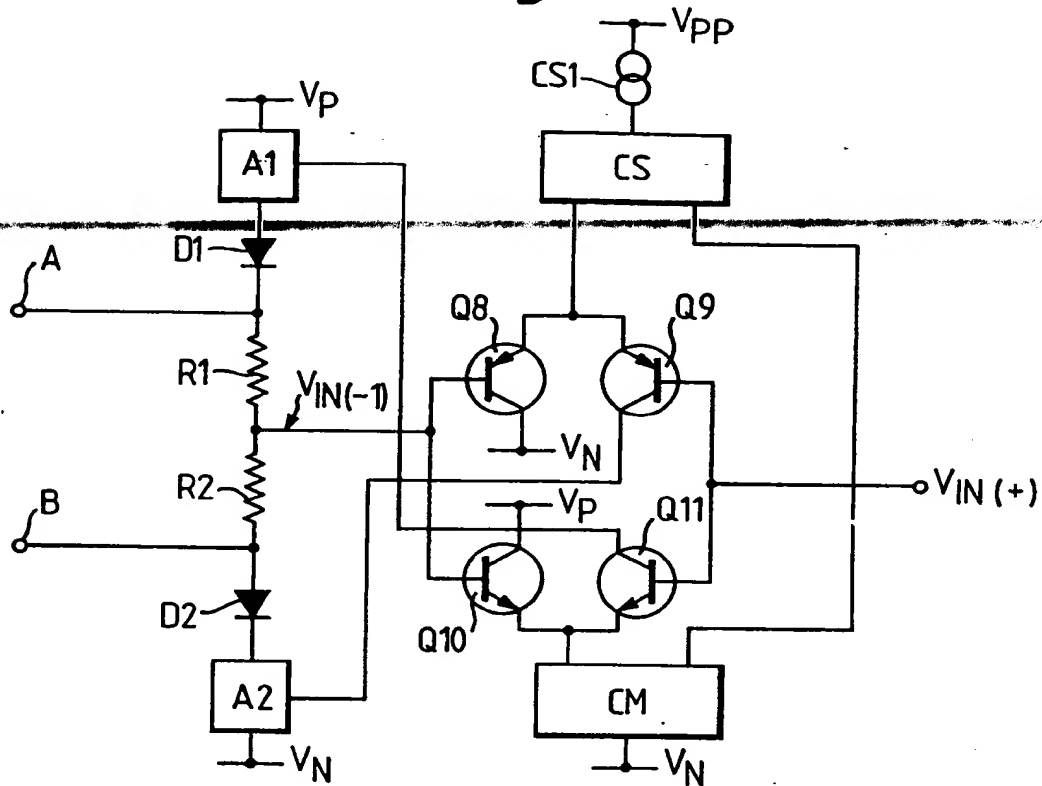 VPP
CS1
VP
A1
CS
D1
A
Q8
Q9
R1
VIN(-1)
VN
R2
B
VP
Q11
VIN(+)
D2
Q10
A2
CM
VN
VN